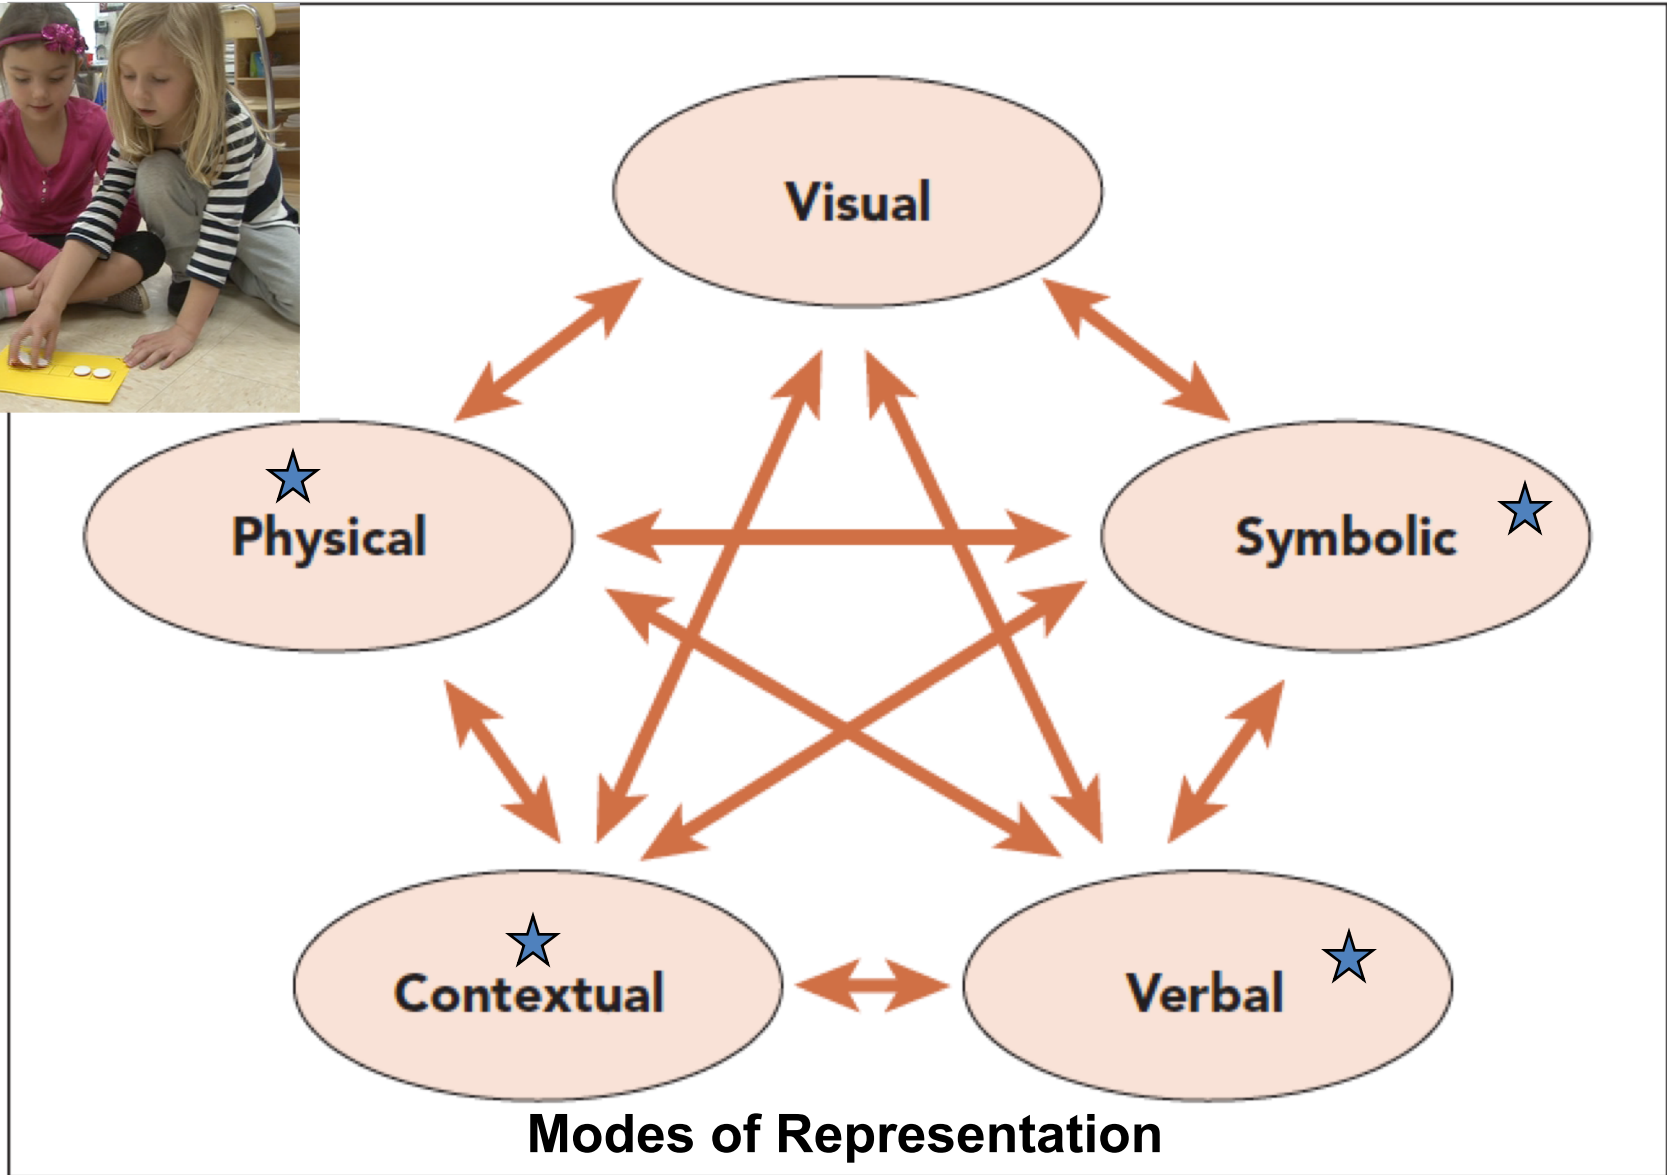 Visual
Physical
Symbolic
Contextual
Verbal
Modes of Representation